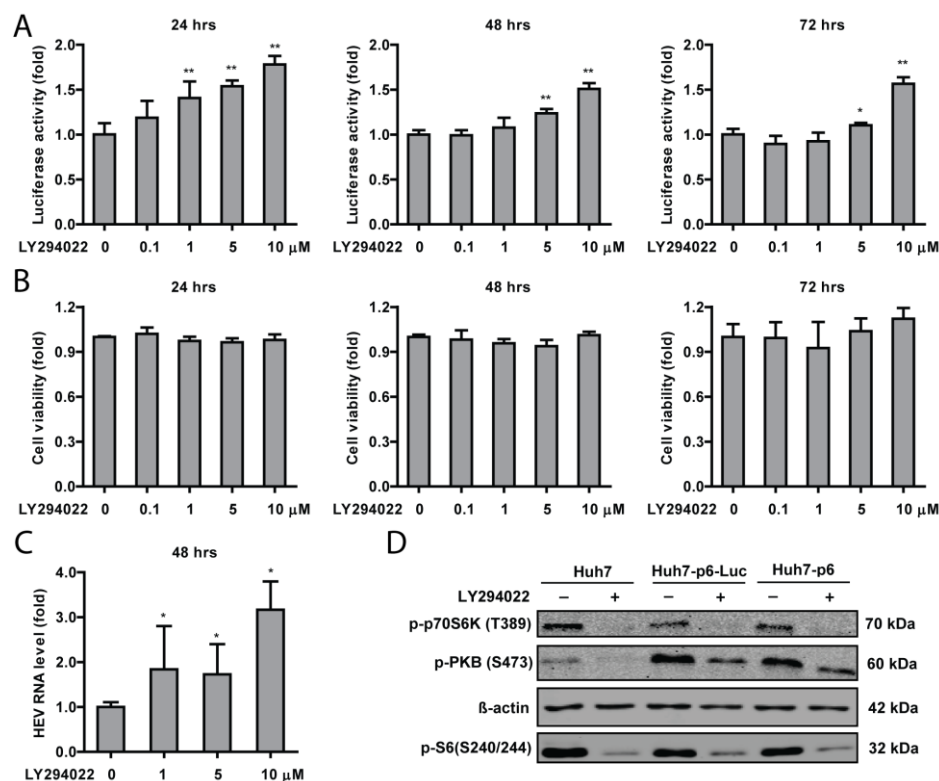 A
24 hrs
Luciferase activity (fold)
2.0
1.5
1.0
0.5
0.0
** ** **
LY294022 0 0.1 1 5 10 μM
48 hrs
Luciferase activity (fold)
2.0
1.5
1.0
0.5
0.0
** **
0 0.1 1 5 10 μM
72 hrs
Luciferase activity (fold)
2.0
1.5
1.0
0.5
0.0
* **
0 0.1 1 5 10 μM
B
24 hrs
Cell viability (fold)
1.2
0.9
0.6
0.3
0.0
LY294022 0 0.1 1 5 10 μM
48 hrs
Cell viability (fold)
1.2
0.9
0.6
0.3
0.0
0 0.1 1 5 10 μM
72 hrs
Cell viability (fold)
1.2
0.9
0.6
0.3
0.0
0 0.1 1 5 10 μM
C
48 hrs
HEV RNA level (fold)
4.0
3.0
2.0
1.0
0.0
* * *
LY294022 0 1 5 10 μM
D
Huh7 Huh7-p6-Luc Huh7-p6
LY294022 – + – + – +
p-p70S6K (T389) 70 kDa
p-PKB (S473) 60 kDa
ß-actin 42 kDa
p-S6(S240/244) 32 kDa